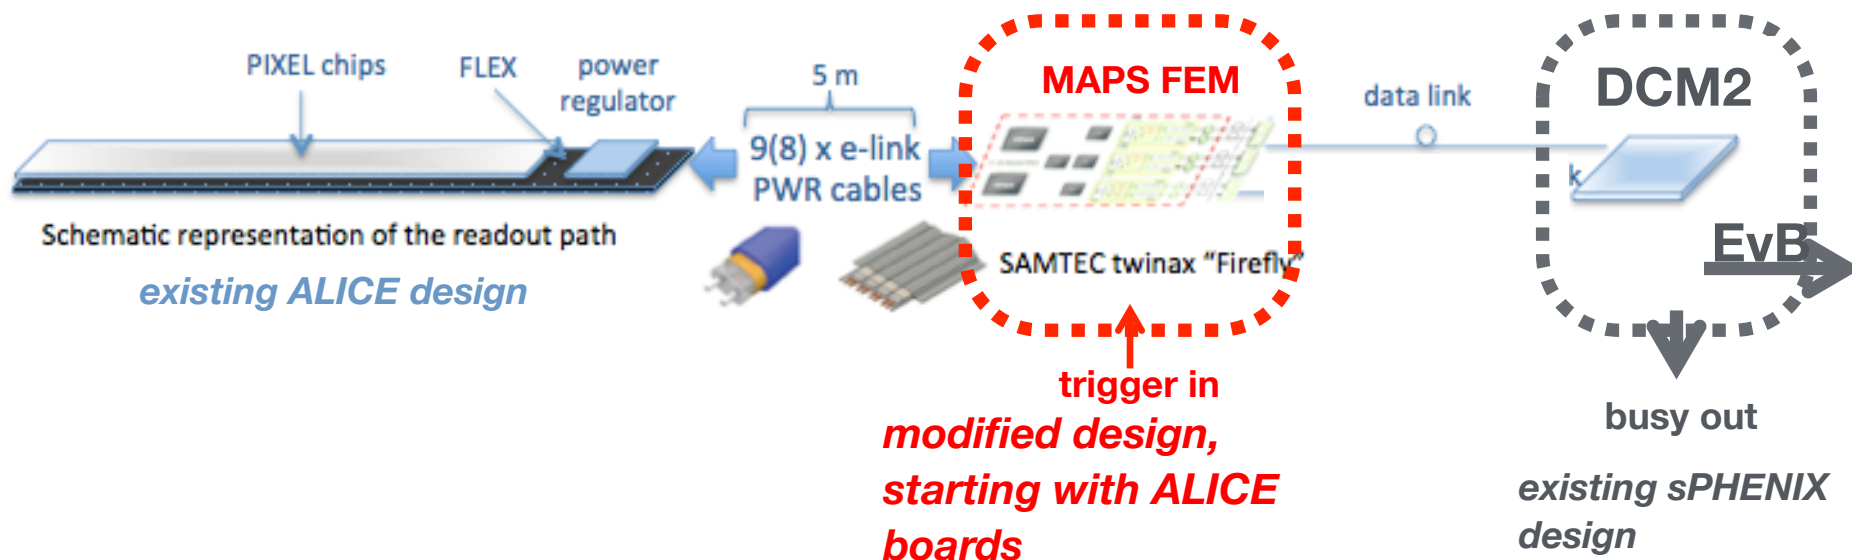 PIXEL chips
FLEX
power
regulator
5 m
9(8) x e-link
PWR cables
MAPS FEM
data link
DCM2
k
EvB
Schematic representation of the readout path
existing ALICE design
SAMTEC twinax “Firefly”
trigger in
modified design,
starting with ALICE
boards
busy out
existing sPHENIX
design